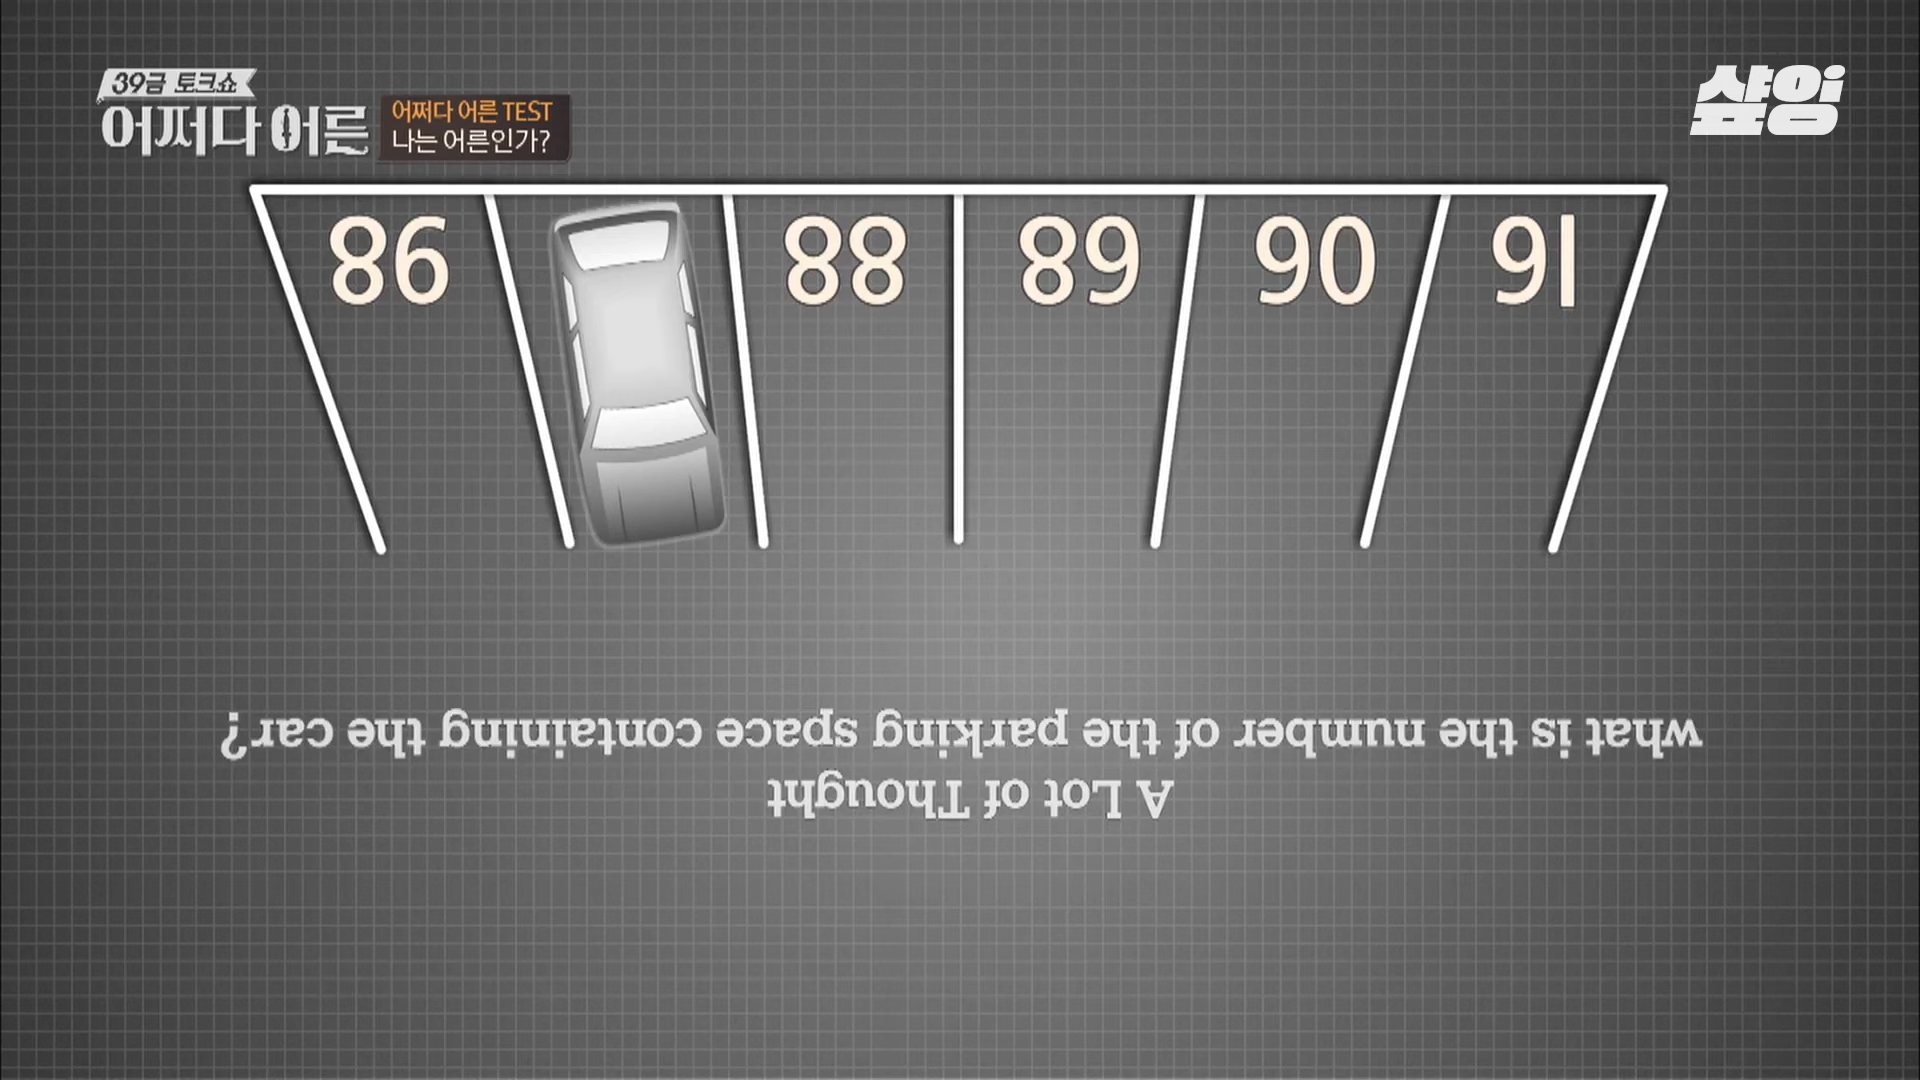 39금 토크쇼
어쩌다 어른
어쩌다 어른 TEST
나는 어른인가?
샾잉
86 88 89 90 91
A Lot of Thought
what is the number of the parking space containing the car?